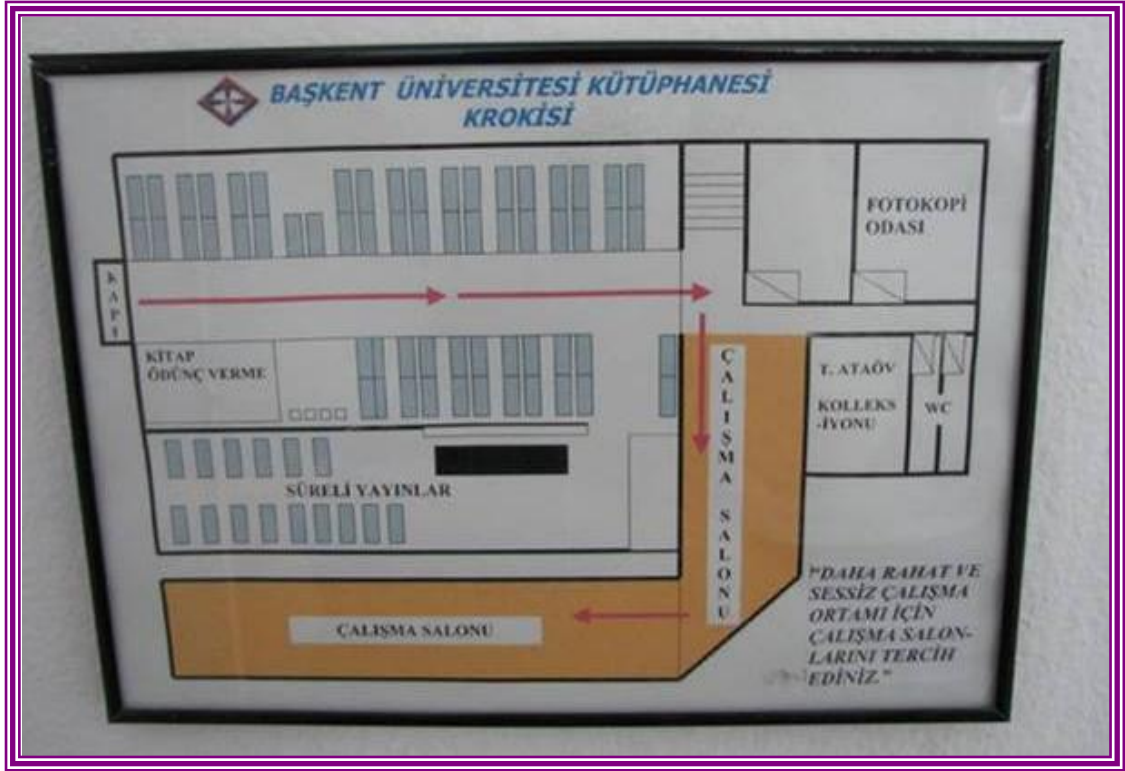 BAŞKENT ÜNİVERSİTESİ KÜTÜPHANESİ
KROKİSİ
FOTOKOPİ
ODASI
KAPI
KİTAP
ÖDÜNÇ VERME
ÇALIŞMA SALONU
T. ATAÖV
KOLLEKS
-İYONU
WC
SÜRELİ YAYINLAR
ÇALIŞMA SALONU
"DAHA RAHAT VE
SESSİZ ÇALIŞMA
ORTAMI İÇİN
ÇALIŞMA SALON-
LARINI TERCİH
EDİNİZ."